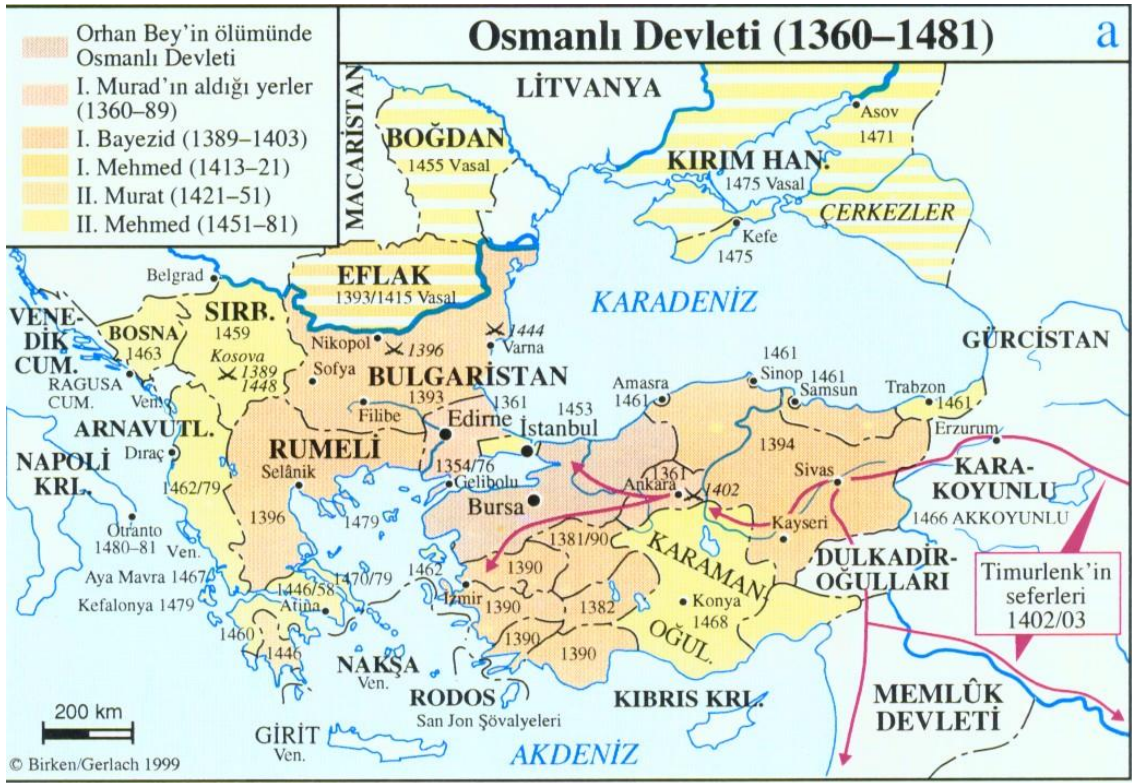 Osmanlı Devleti (1360–1481)
a
Orhan Bey'in ölümünde
Osmanlı Devleti
I. Murad'ın aldığı yerler
(1360–89)
I. Bayezid (1389–1403)
I. Mehmed (1413–21)
II. Murat (1421–51)
II. Mehmed (1451–81)
MACARİSTAN
LİTVANYA
BOĞDAN
1455 Vasal
Asov
1471
KIRIM HAN.
1475 Vasal
ÇERKEZLER
Kefe
1475
Belgrad
EFLAK
1393/1415 Vasal
KARADENİZ
GÜRCİSTAN
VENE-
DİK
CUM.
BOSNA
1463
SIRB.
1459
Kosova
1389
1448
Nikopol
1396
1444
Varna
RAGUSA
CUM.
Ven.
Sofya
BULGARİSTAN
1393
Filibe
1361
Edirne
1453
İstanbul
Amasra
1461
1461
Sinop
1461
Samsun
Trabzon
1461
Erzurum
ARNAVUTL.
Dıraç
1462/79
NAPOLİ
KRL.
RUMELİ
Selânik
1396
1354/76
Gelibolu
Bursa
1361
Ankara
1402
1394
Sivas
Kayseri
KARA-
KOYUNLU
1466 AKKOYUNLU
Otranto
1480–81
Ven.
1479
1381/90
KARAMAN-
OĞUL.
DULKADİR-
OĞULLARI
Timurlenk'in
seferleri
1402/03
Aya Mavra 1467
Kefalonya 1479
1446/58
1470/79
Atina
1462
İzmir
1390
1390
1382
Konya
1468
1460
1446
1390
1390
NAKŞA
Ven.
RODOS
San Jon Şövalyeleri
KIBRIS KRL.
MEMLÛK
DEVLETİ
200 km
GİRİT
Ven.
AKDENİZ
© Birken/Gerlach 1999